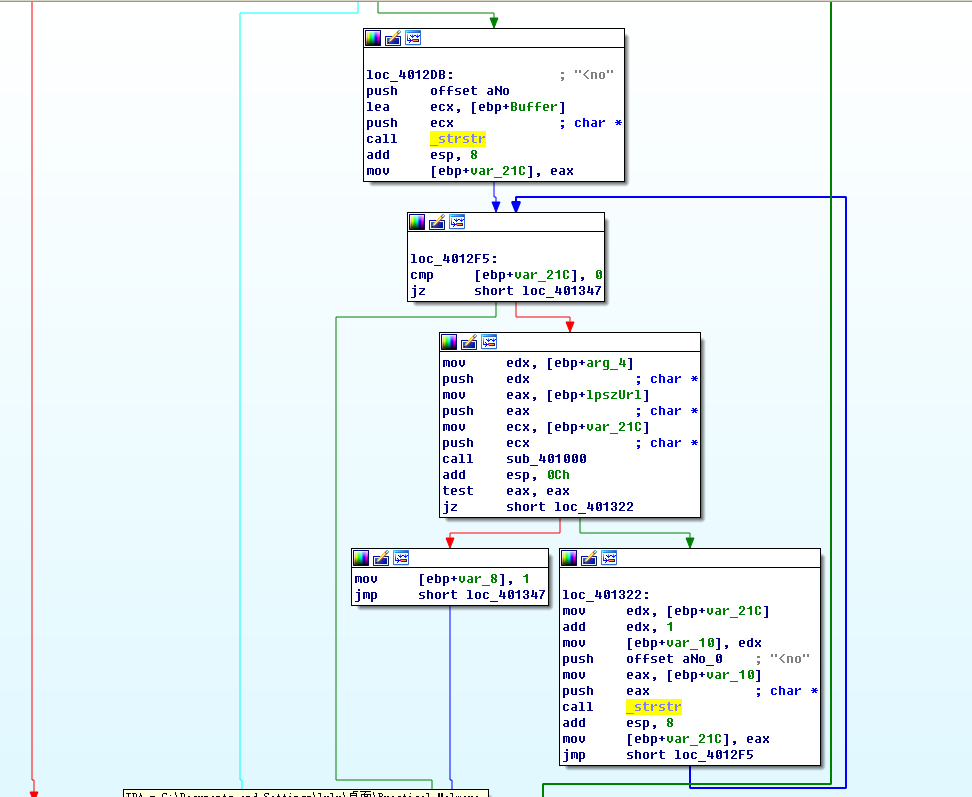 loc_4012DB: ; "<no"
push offset aNo
lea ecx, [ebp+Buffer]
push ecx ; char *
call _strstr
add esp, 8
mov [ebp+var_21C], eax
loc_4012F5:
cmp [ebp+var_21C], 0
jz short loc_401347
mov edx, [ebp+arg_4]
push edx ; char *
mov eax, [ebp+lpszUrl]
push eax ; char *
mov ecx, [ebp+var_21C]
push ecx ; char *
call sub_401000
add esp, 0Ch
test eax, eax
jz short loc_401322
mov [ebp+var_8], 1
jmp short loc_401347
loc_401322:
mov edx, [ebp+var_21C]
add edx, 1
mov [ebp+var_10], edx
push offset aNo_0 ; "<no"
mov eax, [ebp+var_10]
push eax ; char *
call _strstr
add esp, 8
mov [ebp+var_21C], eax
jmp short loc_4012F5
IDA - C:\Documents and Settings\